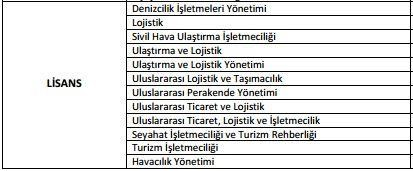 Denizcilik İşletmeleri Yönetimi
Lojistik
Sivil Hava Ulaştırma İşletmeciliği
Ulaştırma ve Lojistik
Ulaştırma ve Lojistik Yönetimi
LİSANS
Uluslararası Lojistik ve Taşımacılık
Uluslararası Perakende Yönetimi
Uluslararası Ticaret ve Lojistik
Uluslararası Ticaret, Lojistik ve İşletmecilik
Seyahat İşletmeciliği ve Turizm Rehberliği
Turizm İşletmeciliği
Havacılık Yönetimi